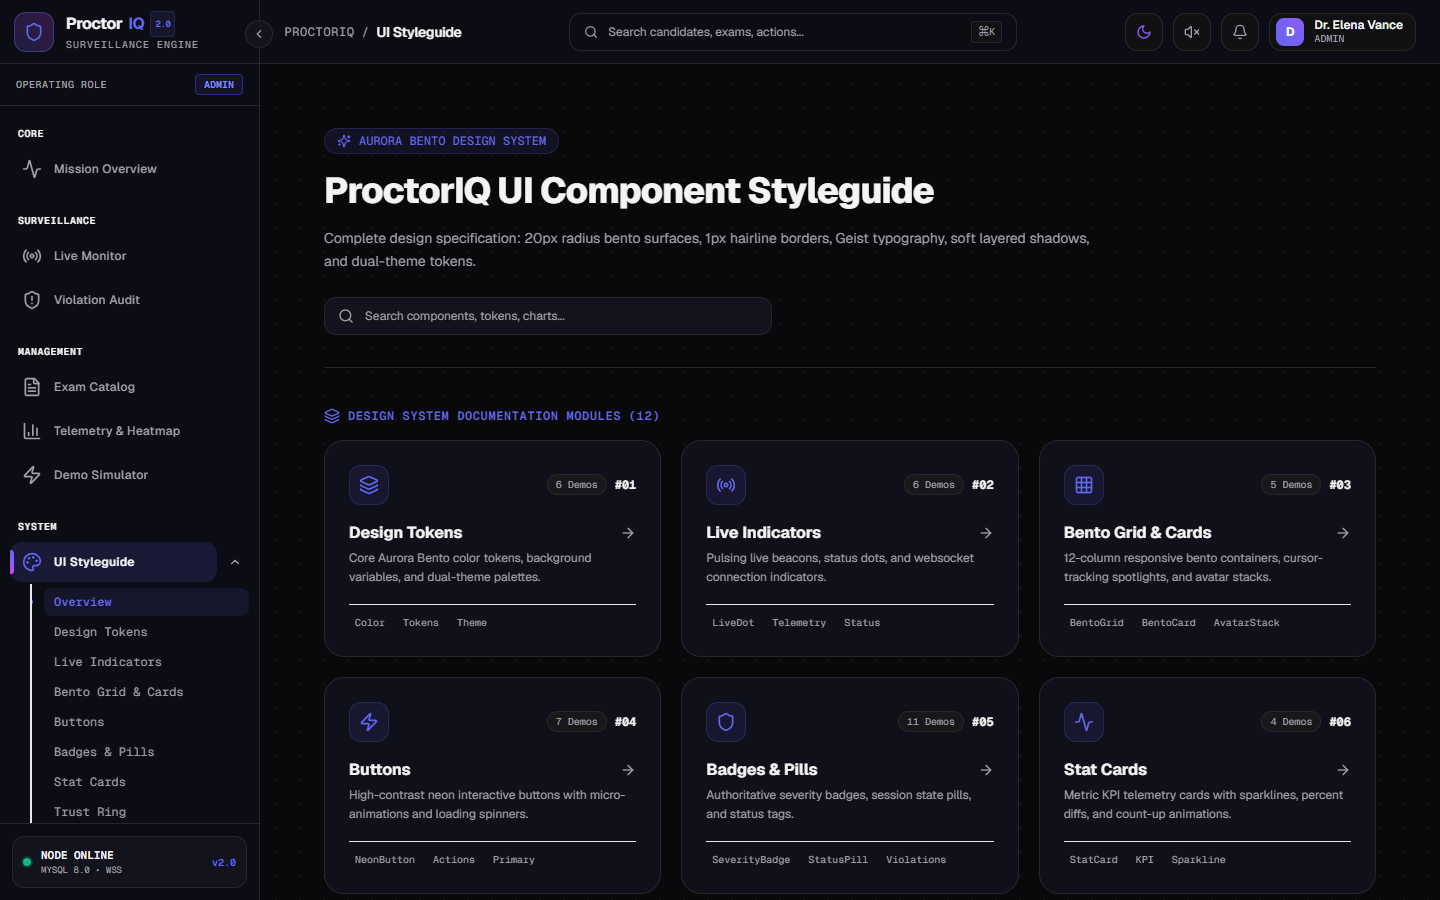 Proctor IQ 2.0
SURVEILLANCE ENGINE
PROCTORIQ / UI Styleguide
Search candidates, exams, actions...
⌘K
D
Dr. Elena Vance
ADMIN
OPERATING ROLE
ADMIN
CORE
Mission Overview
SURVEILLANCE
Live Monitor
Violation Audit
MANAGEMENT
Exam Catalog
Telemetry & Heatmap
Demo Simulator
SYSTEM
UI Styleguide
Overview
Design Tokens
Live Indicators
Bento Grid & Cards
Buttons
Badges & Pills
Stat Cards
Trust Ring
NODE ONLINE
MYSQL 8.0 • WSS
v2.0
AURORA BENTO DESIGN SYSTEM
ProctorIQ UI Component Styleguide
Complete design specification: 20px radius bento surfaces, 1px hairline borders, Geist typography, soft layered shadows,
and dual-theme tokens.
Search components, tokens, charts...
DESIGN SYSTEM DOCUMENTATION MODULES (12)
6 Demos #01
Design Tokens
Core Aurora Bento color tokens, background
variables, and dual-theme palettes.
Color Tokens Theme
6 Demos #02
Live Indicators
Pulsing live beacons, status dots, and websocket
connection indicators.
LiveDot Telemetry Status
5 Demos #03
Bento Grid & Cards
12-column responsive bento containers, cursor-
tracking spotlights, and avatar stacks.
BentoGrid BentoCard AvatarStack
7 Demos #04
Buttons
High-contrast neon interactive buttons with micro-
animations and loading spinners.
NeonButton Actions Primary
11 Demos #05
Badges & Pills
Authoritative severity badges, session state pills,
and status tags.
SeverityBadge StatusPill Violations
4 Demos #06
Stat Cards
Metric KPI telemetry cards with sparklines, percent
diffs, and count-up animations.
StatCard KPI Sparkline